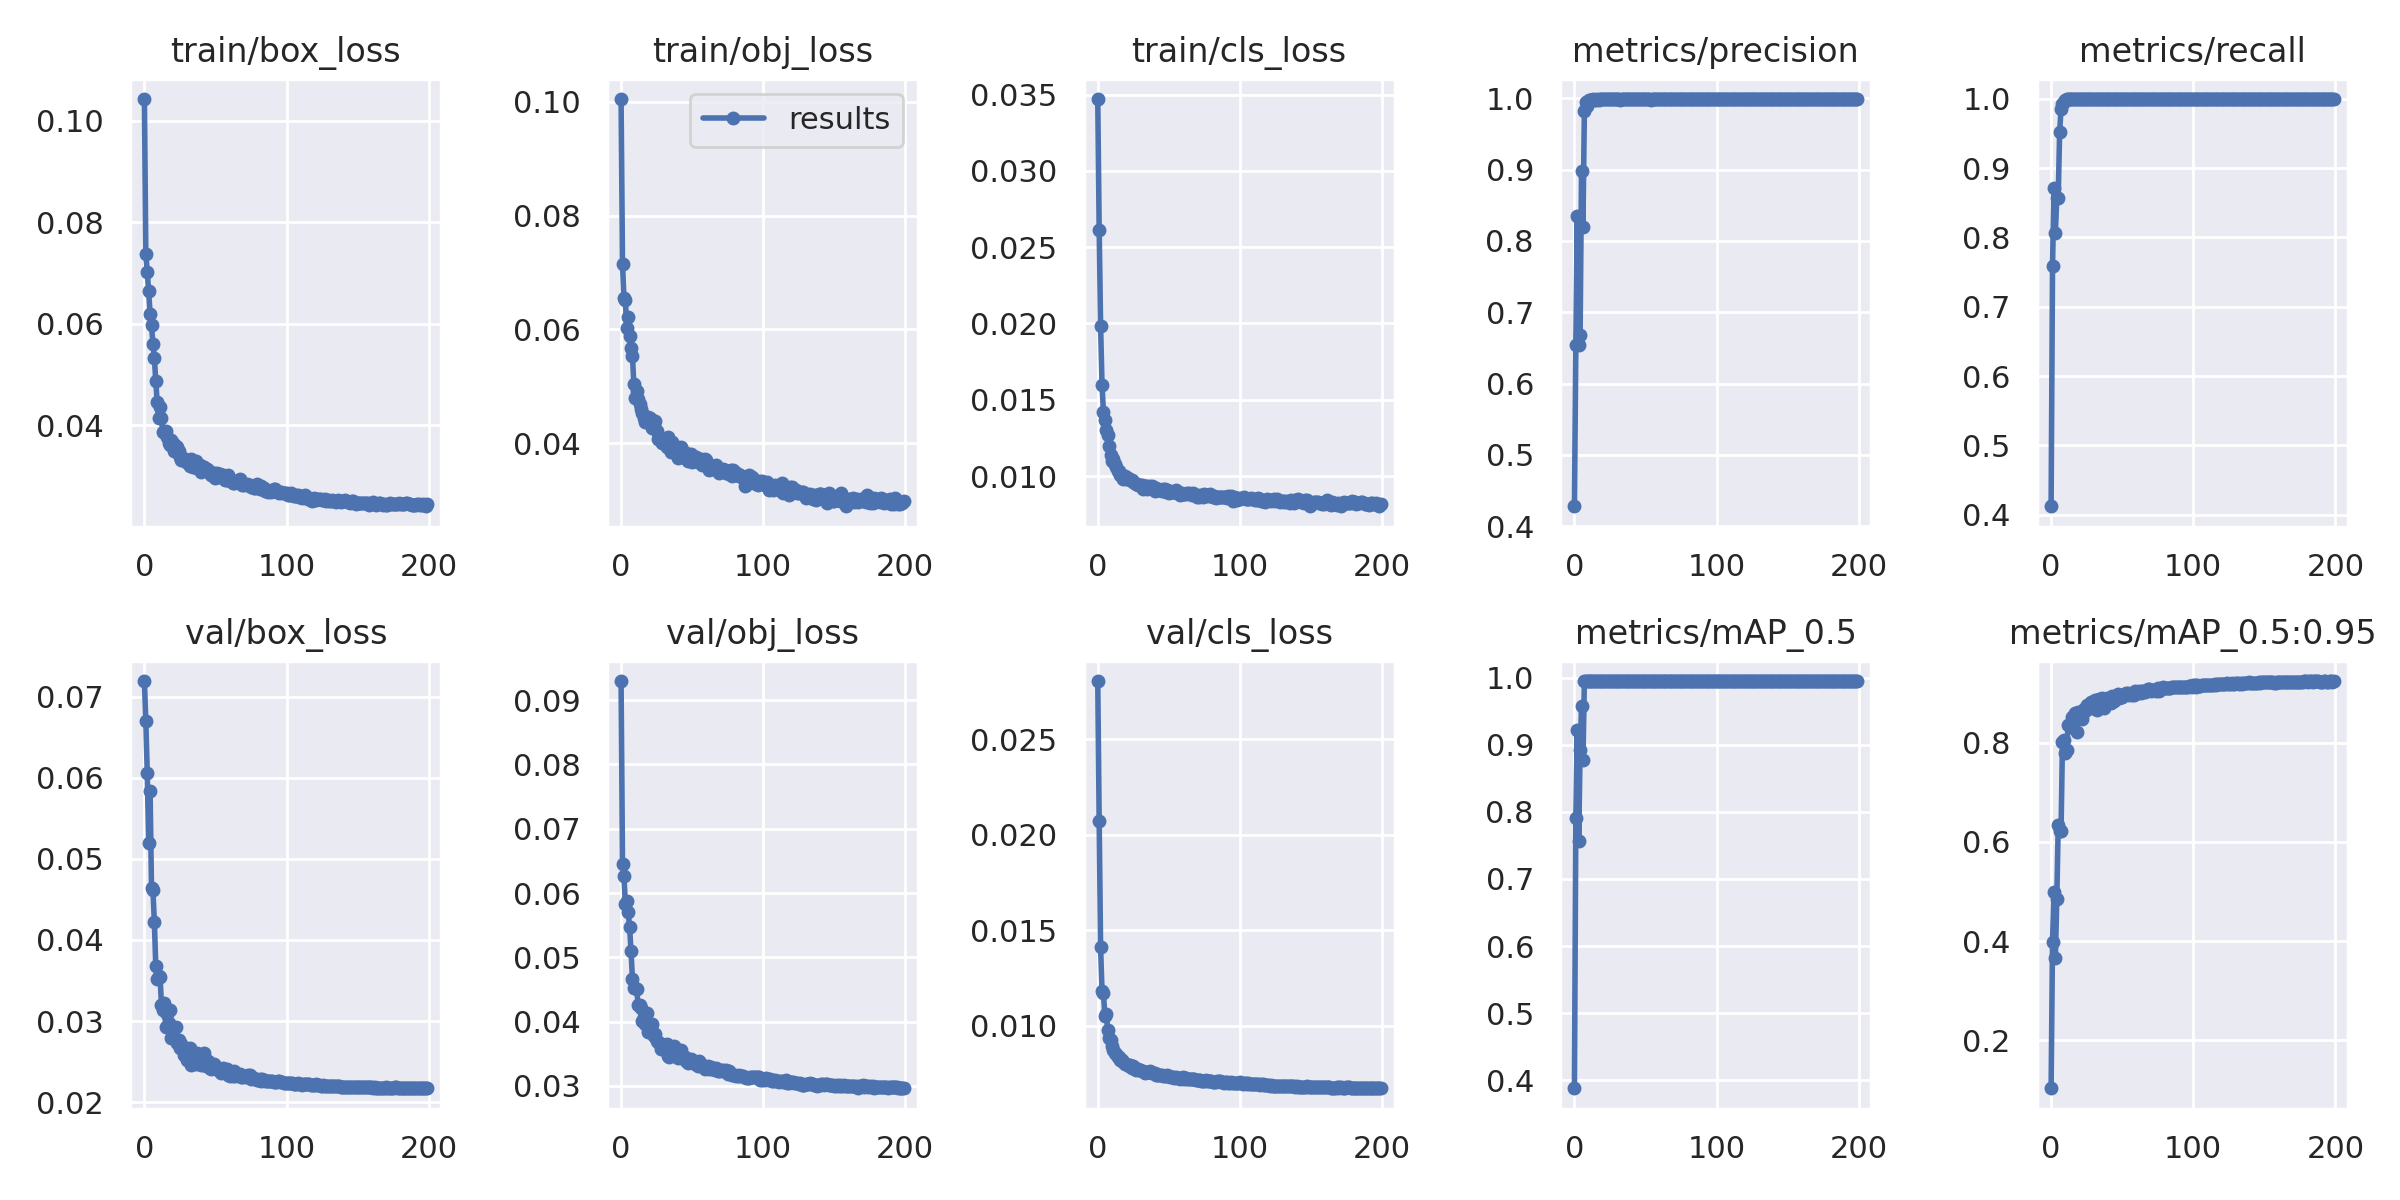 train/box_loss
train/obj_loss
train/cls_loss
metrics/precision
metrics/recall
0.10
0.08
0.06
0.04
0 100 200
0.10
0.08
0.06
0.04
0 100 200
results
0.035
0.030
0.025
0.020
0.015
0.010
0 100 200
1.0
0.9
0.8
0.7
0.6
0.5
0.4
0 100 200
1.0
0.9
0.8
0.7
0.6
0.5
0.4
0 100 200
val/box_loss
val/obj_loss
val/cls_loss
metrics/mAP_0.5
metrics/mAP_0.5:0.95
0.07
0.06
0.05
0.04
0.03
0.02
0 100 200
0.09
0.08
0.07
0.06
0.05
0.04
0.03
0 100 200
0.025
0.020
0.015
0.010
0 100 200
1.0
0.9
0.8
0.7
0.6
0.5
0.4
0 100 200
0.8
0.6
0.4
0.2
0 100 200